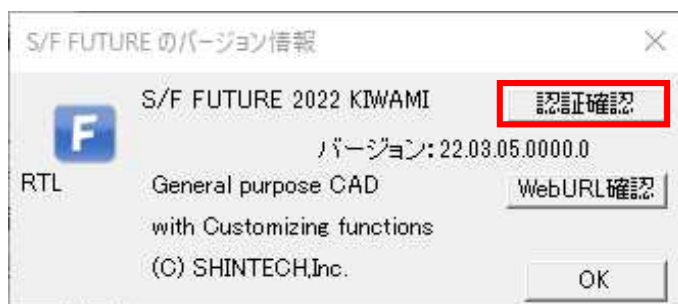 S/F FUTURE のバージョン情報
S/F FUTURE 2022 KIWAMI
認証確認
F
バージョン：22.03.05.0000.0
RTL
General purpose CAD
WebURL確認
with Customizing functions
(C) SHINTECH,Inc.
OK